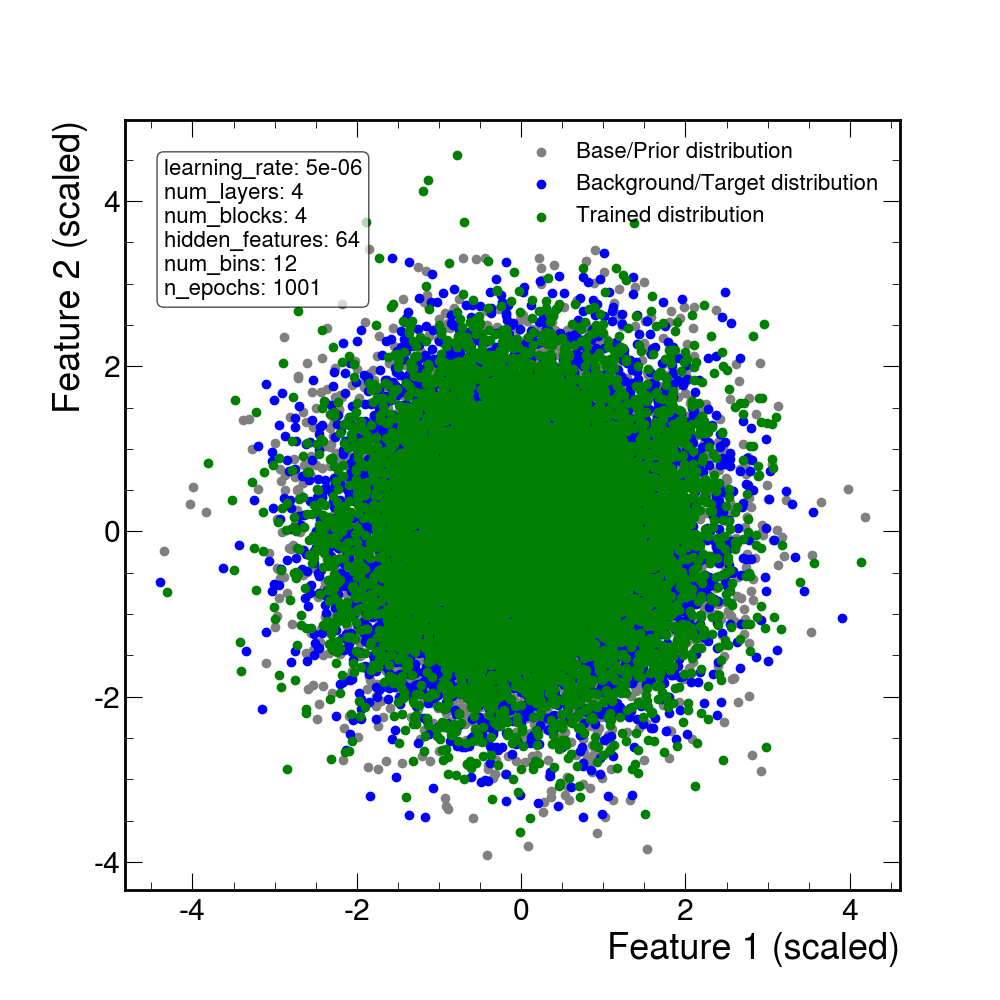 learning_rate: 5e-06
num_layers: 4
num_blocks: 4
hidden_features: 64
num_bins: 12
n_epochs: 1001
Base/Prior distribution
Background/Target distribution
Trained distribution
Feature 2 (scaled)
4
2
0
-2
-4
-4
-2
0
2
4
Feature 1 (scaled)